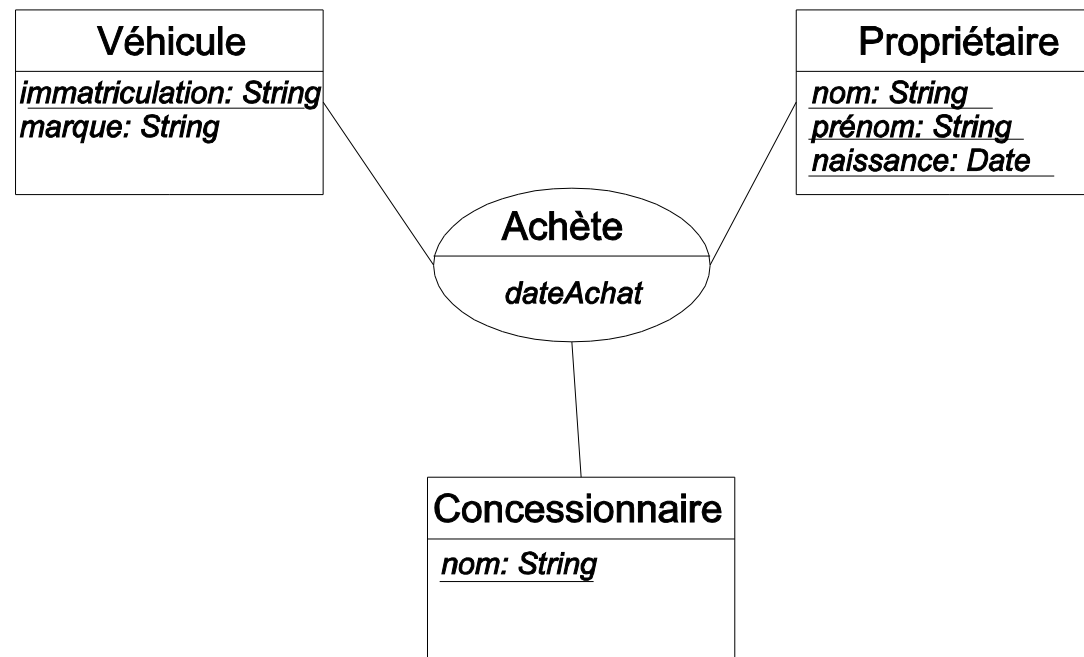 Véhicule
immatriculation: String
marque: String
Propriétaire
nom: String
prénom: String
naissance: Date
Achète
dateAchat
Concessionnaire
nom: String